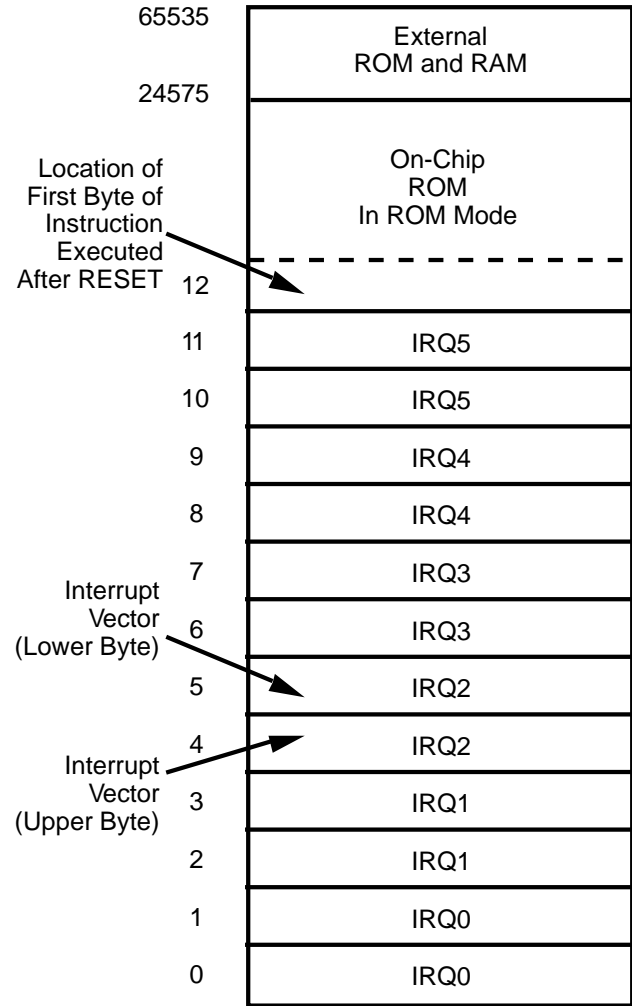 65535
External
ROM and RAM
24575
On-Chip
ROM
In ROM Mode
Location of
First Byte of
Instruction
Executed
After RESET
12
11 IRQ5
10 IRQ5
9 IRQ4
8 IRQ4
7 IRQ3
Interrupt
Vector
(Lower Byte)
6 IRQ3
5 IRQ2
4 IRQ2
Interrupt
Vector
(Upper Byte)
3 IRQ1
2 IRQ1
1 IRQ0
0 IRQ0